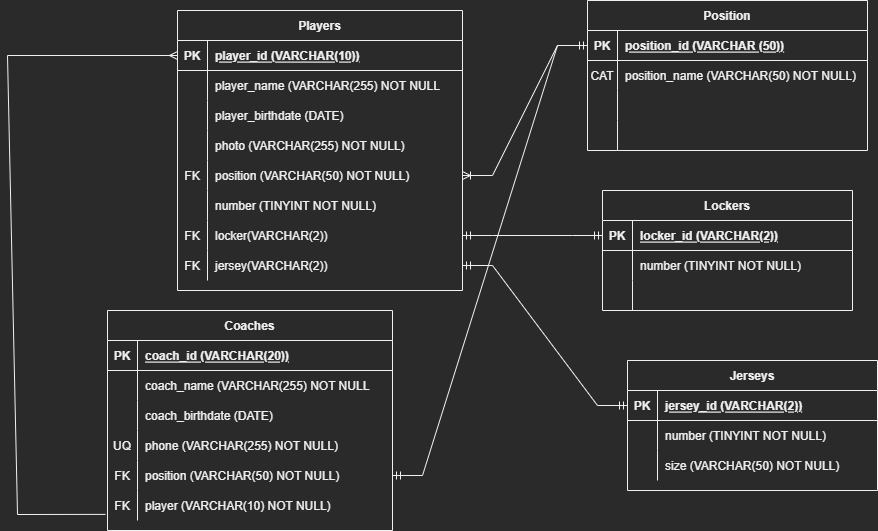 Players
PK player_id (VARCHAR(10))
player_name (VARCHAR(255) NOT NULL
player_birthdate (DATE)
photo (VARCHAR(255) NOT NULL)
FK position (VARCHAR(50) NOT NULL)
number (TINYINT NOT NULL)
FK locker(VARCHAR(2))
FK jersey(VARCHAR(2))
Position
PK position_id (VARCHAR (50))
CAT position_name (VARCHAR(50) NOT NULL)
Lockers
PK locker_id (VARCHAR(2))
number (TINYINT NOT NULL)
Coaches
PK coach_id (VARCHAR(20))
coach_name (VARCHAR(255) NOT NULL
coach_birthdate (DATE)
UQ phone (VARCHAR(255) NOT NULL)
FK position (VARCHAR(50) NOT NULL)
FK player (VARCHAR(10) NOT NULL)
Jerseys
PK jersey_id (VARCHAR(2))
number (TINYINT NOT NULL)
size (VARCHAR(50) NOT NULL)